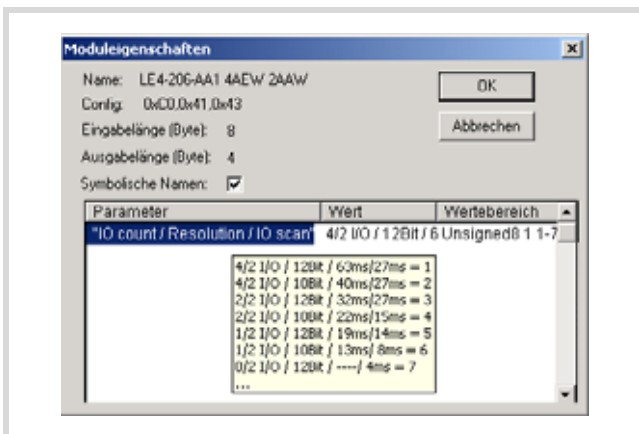 Moduleigenschaften
Name: LE4-206-AA1 4AEW 2AAW
OK
Config: 0xC0,0x41,0x43
Eingabelänge (Byte): 8
Abbrechen
Ausgabelänge (Byte): 4
Symbolische Namen:
Parameter Wert Wertebereich
"IO count / Resolution / IO scan" 4/2 I/O / 12Bit / 6 Unsigned8 1 1-7
4/2 I/O / 12Bit / 63ms/27ms = 1
4/2 I/O / 10Bit / 40ms/27ms = 2
2/2 I/O / 12Bit / 32ms/27ms = 3
2/2 I/O / 10Bit / 22ms/15ms = 4
1/2 I/O / 12Bit / 19ms/14ms = 5
1/2 I/O / 10Bit / 13ms/ 8ms = 6
0/2 I/O / 12Bit / ----/ 4ms = 7
...